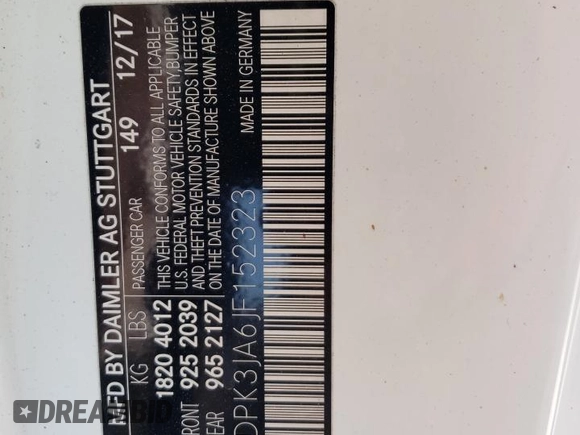 MFD BY DAIMLER AG STUTTGART
149 12/17
KG LBS PASSENGER CAR
1820 4012
925 2039
965 2127
THIS VEHICLE CONFORMS TO ALL APPLICABLE
U.S. FEDERAL MOTOR VEHICLE SAFETY,BUMPER
AND THEFT PREVENTION STANDARDS IN EFFECT
ON THE DATE OF MANUFACTURE SHOWN ABOVE
DPK3JA6JF152323
MADE IN GERMANY
DREAMBID